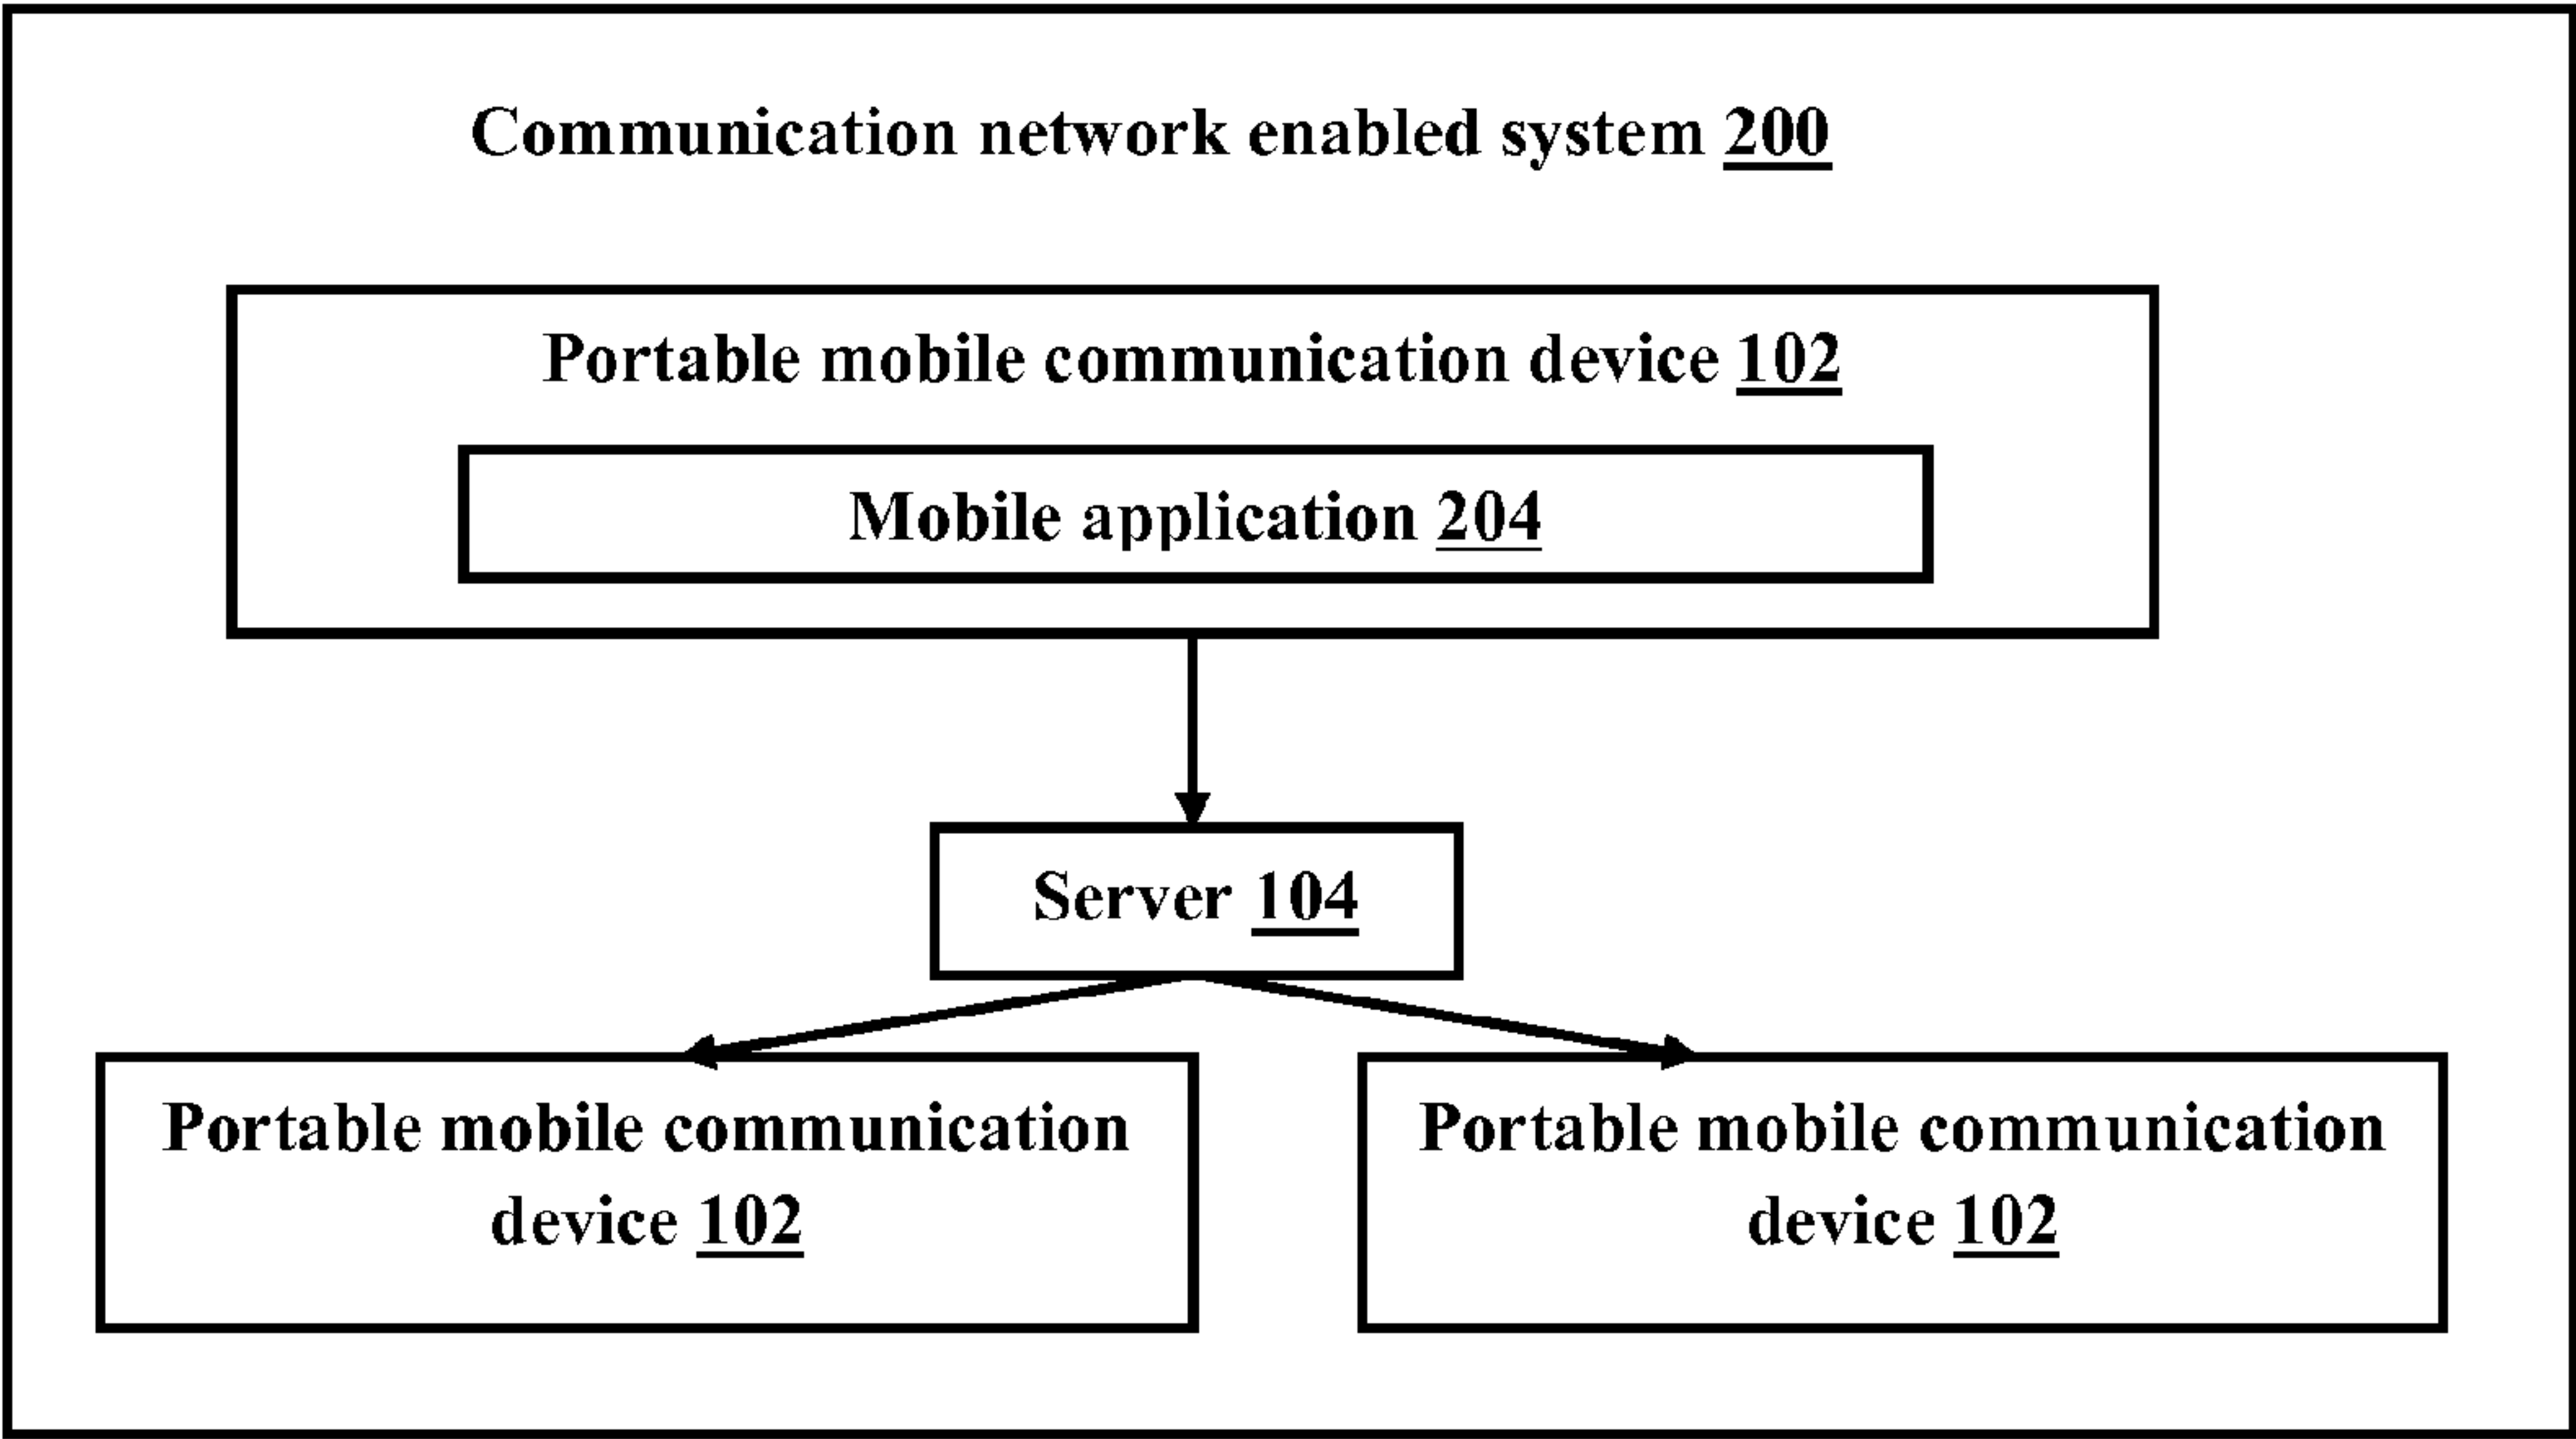 Communication network enabled system 200
Portable mobile communication device 102
Mobile application 204
Server 104
Portable mobile communication
device 102
Portable mobile communication
device 102